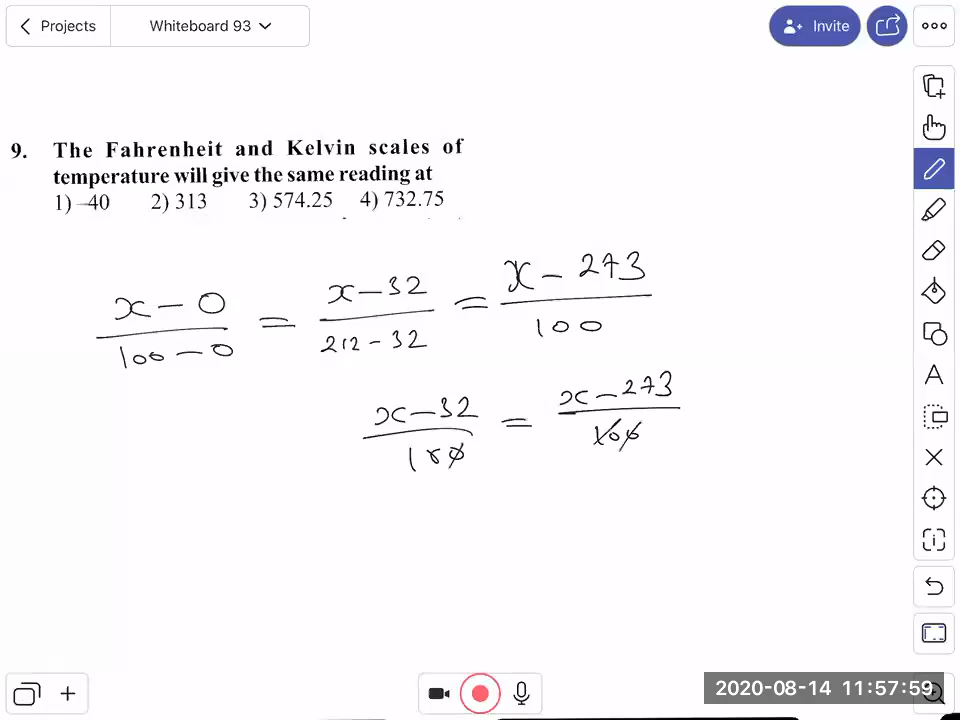 Projects
Whiteboard 93
Invite
9. The Fahrenheit and Kelvin scales of
temperature will give the same reading at
1) –40 2) 313 3) 574.25 4) 732.75
x – 0 / 100 – 0 = x – 32 / 212 – 32 = x – 273 / 100
x – 32 / 180 = x – 273 / 100
A
2020-08-14 11:57:59